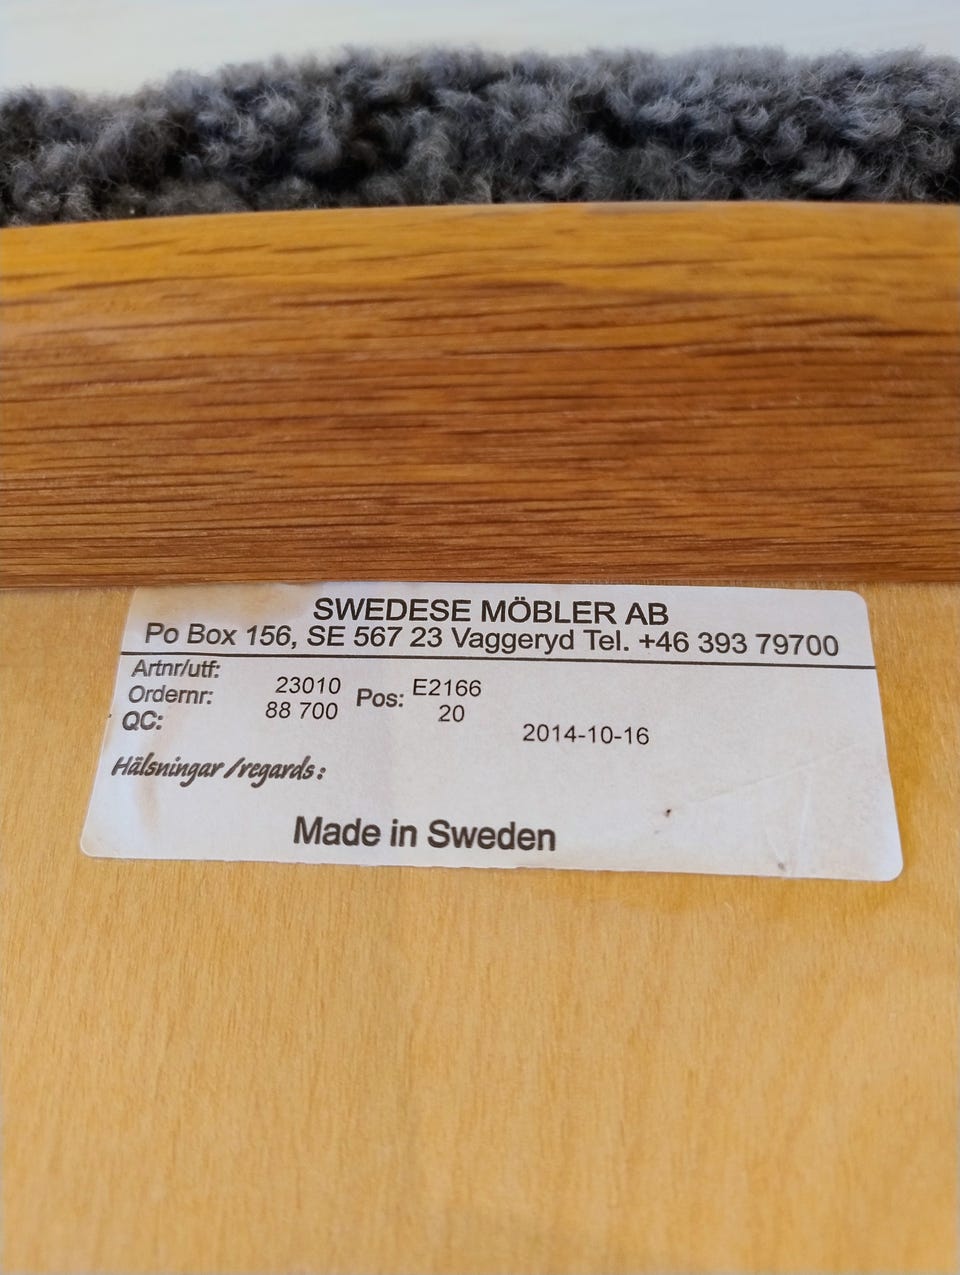 SWEDESE MÖBLER AB
Po Box 156, SE 567 23 Vaggeryd Tel. +46 393 79700
Artnr/utf: 23010 E2166
Ordernr: 88 700 Pos: 20
QC: 2014-10-16
Hälsningar /regards:
Made in Sweden